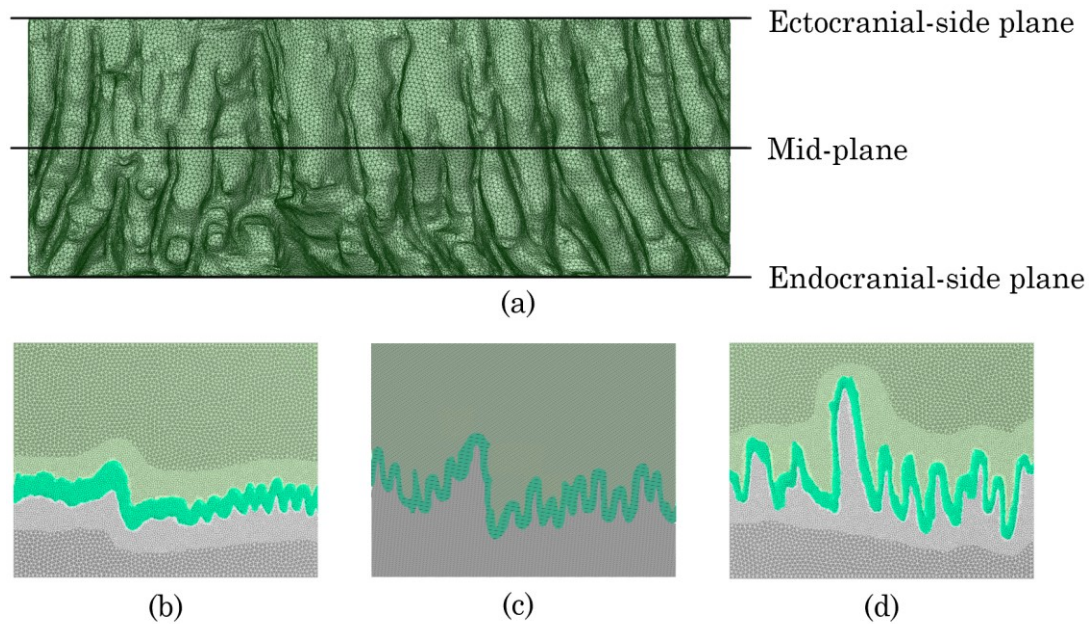 Ectocranial-side plane
Mid-plane
Endocranial-side plane
(a)
(b)
(c)
(d)